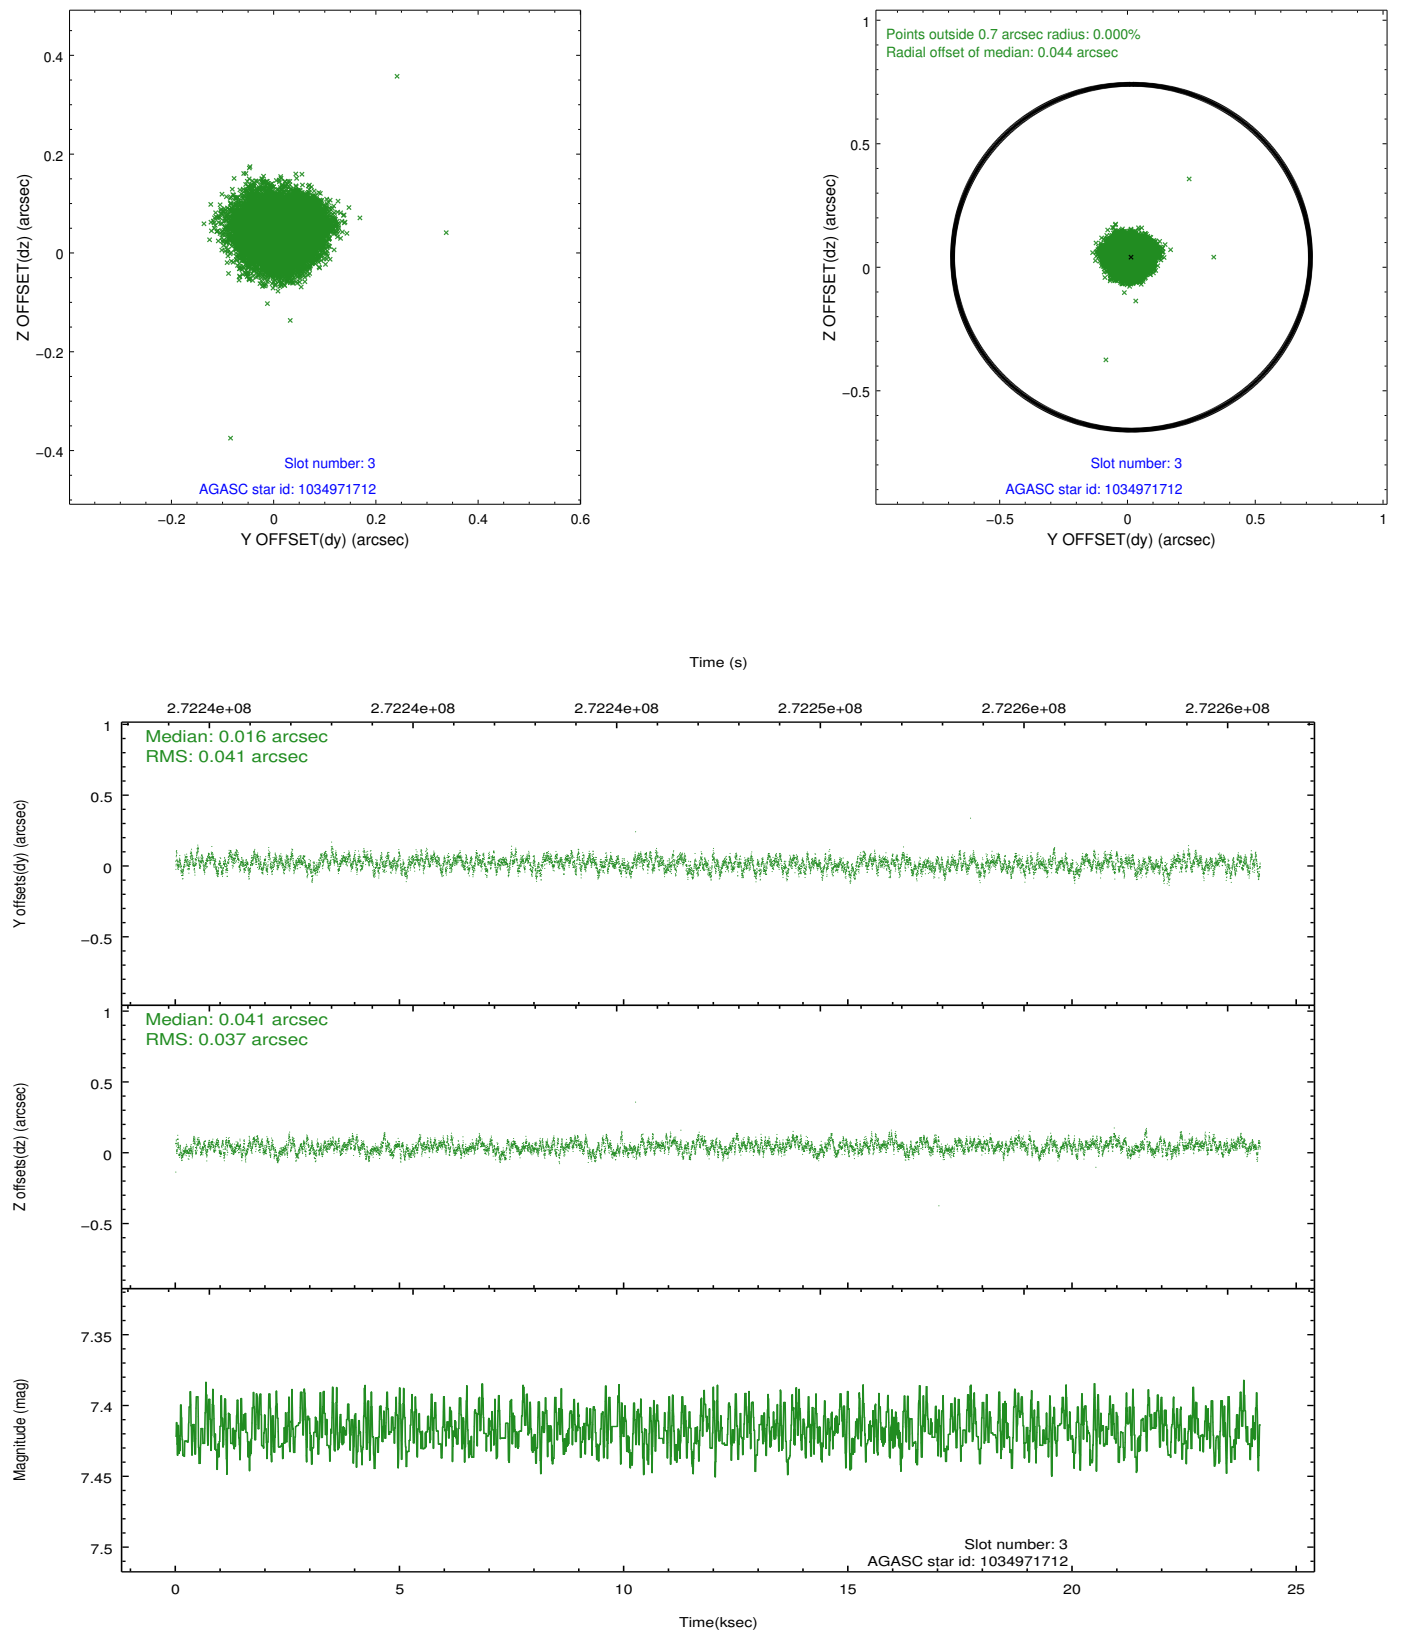 0.4
0.2
0
−0.2
−0.4
Z OFFSET(dz) (arcsec)
Slot number: 3
AGASC star id: 1034971712
−0.2 0 0.2 0.4 0.6
Y OFFSET(dy) (arcsec)
Points outside 0.7 arcsec radius: 0.000%
Radial offset of median: 0.044 arcsec
1
0.5
0
−0.5
Z OFFSET(dz) (arcsec)
Slot number: 3
AGASC star id: 1034971712
−0.5 0 0.5 1
Y OFFSET(dy) (arcsec)
Time (s)
2.7224e+08 2.7224e+08 2.7224e+08 2.7225e+08 2.7226e+08 2.7226e+08
Median: 0.016 arcsec
RMS: 0.041 arcsec
1
0.5
0
−0.5
Y offsets(dy) (arcsec)
Median: 0.041 arcsec
RMS: 0.037 arcsec
1
0.5
0
−0.5
Z offsets(dz) (arcsec)
7.35
7.4
7.45
7.5
Magnitude (mag)
Slot number: 3
AGASC star id: 1034971712
0 5 10 15 20 25
Time(ksec)